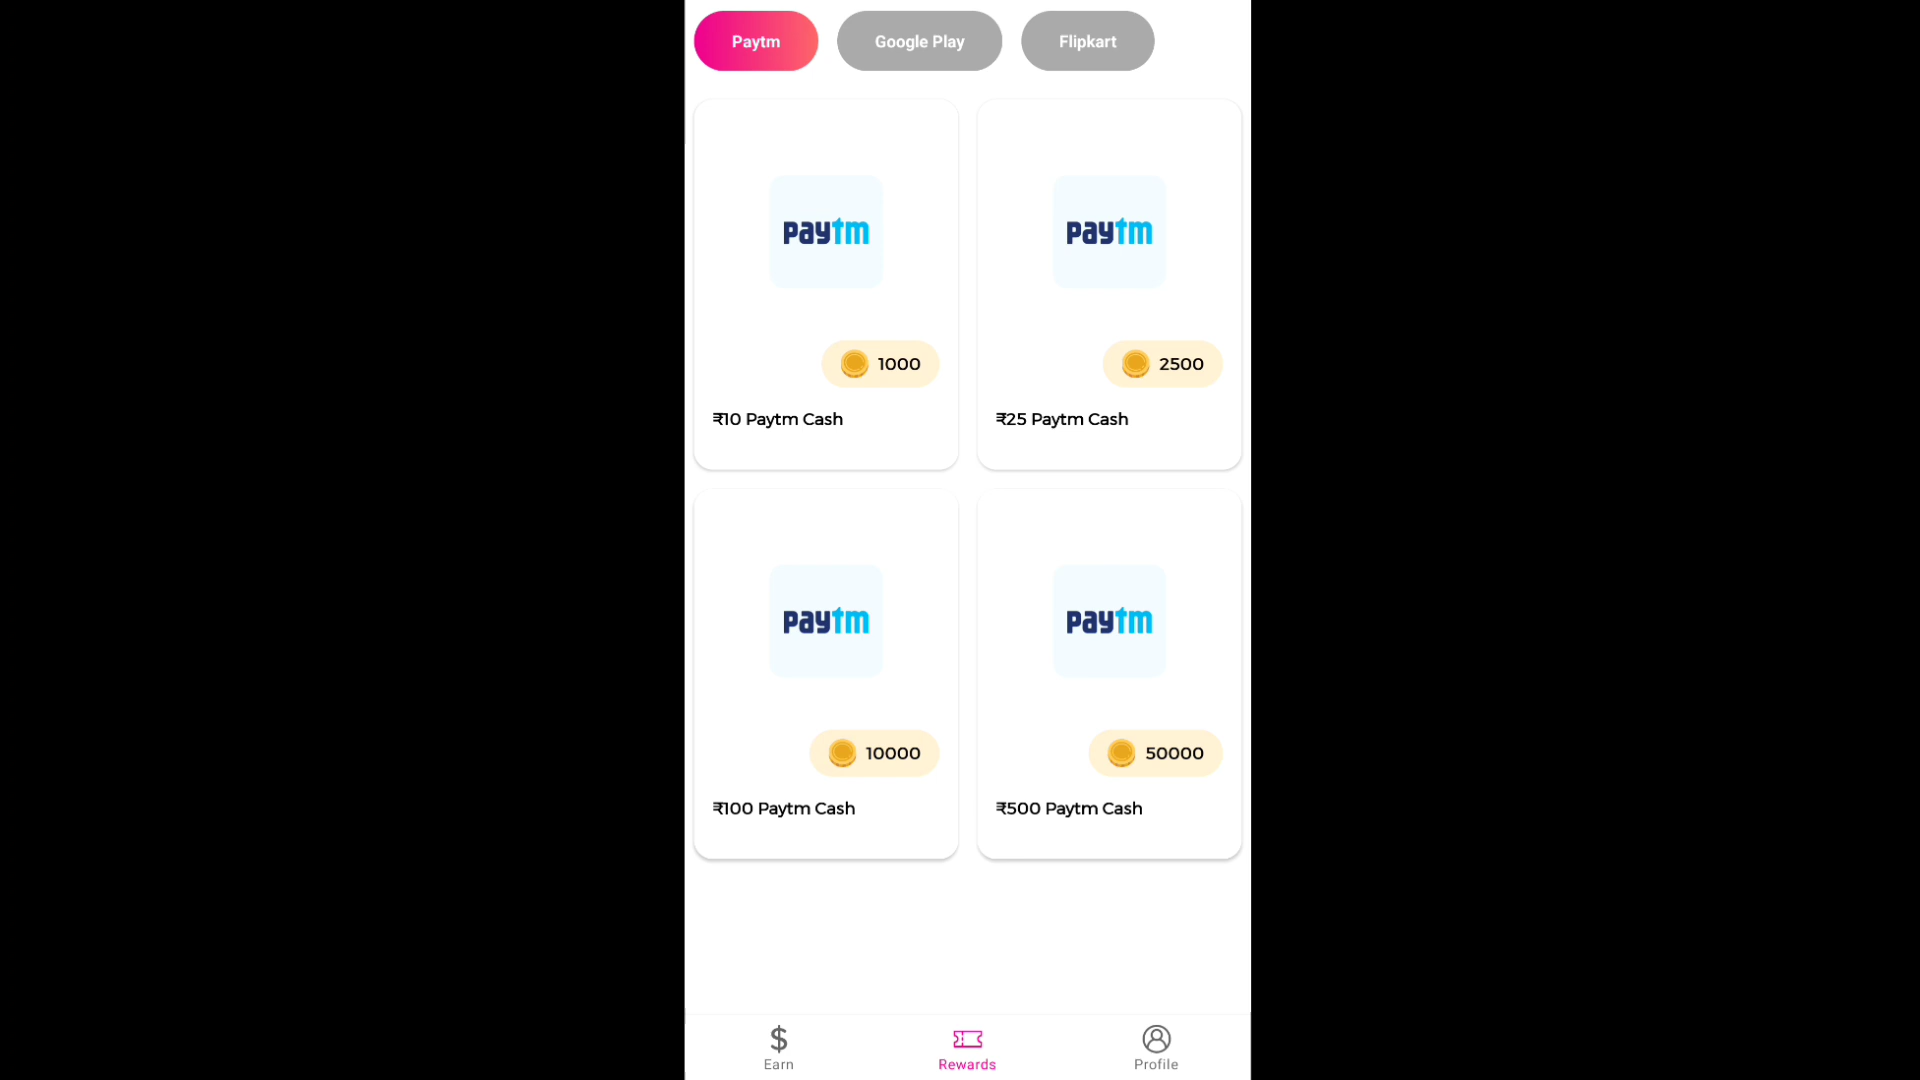 Paytm Google Play Flipkart
paytm paytm
1000 2500
₹10 Paytm Cash ₹25 Paytm Cash
paytm paytm
10000 50000
₹100 Paytm Cash ₹500 Paytm Cash
Earn Rewards Profile